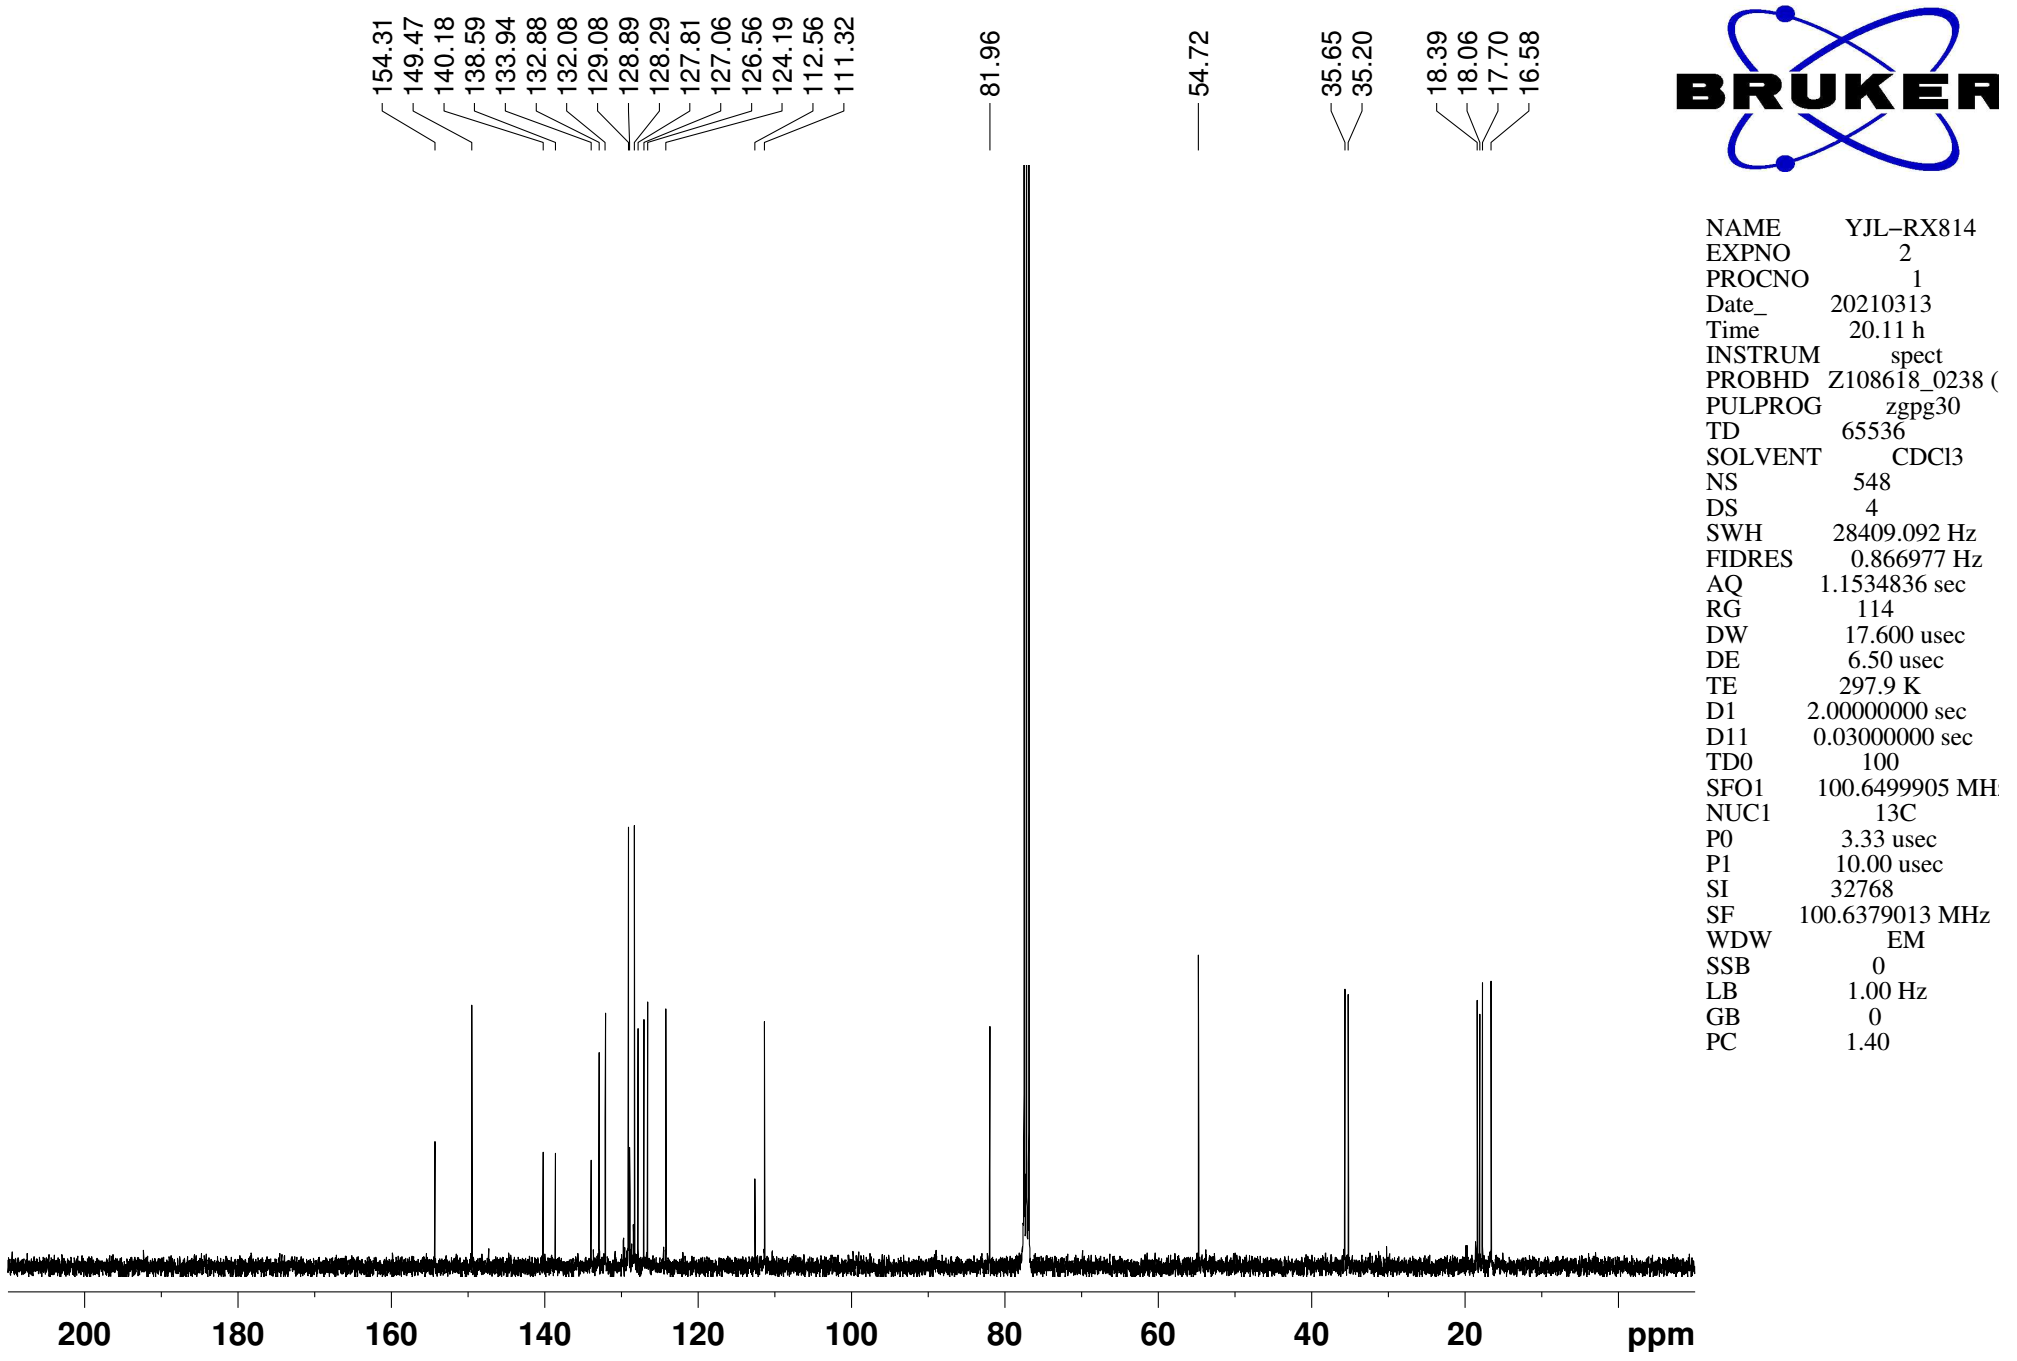 154.31
149.47
140.18
138.59
133.94
132.88
132.08
129.08
128.89
128.29
127.81
127.06
126.56
124.19
112.56
111.32
81.96
54.72
35.65
35.20
18.39
18.06
17.70
16.58
BRUKER
NAME YJL-RX814
EXPNO 2
PROCNO 1
Date_ 20210313
Time 20.11 h
INSTRUM spect
PROBHD Z108618_0238 (
PULPROG zgpg30
TD 65536
SOLVENT CDCl3
NS 548
DS 4
SWH 28409.092 Hz
FIDRES 0.866977 Hz
AQ 1.1534836 sec
RG 114
DW 17.600 usec
DE 6.50 usec
TE 297.9 K
D1 2.00000000 sec
D11 0.03000000 sec
TD0 100
SFO1 100.6499905 MH
NUC1 13C
P0 3.33 usec
P1 10.00 usec
SI 32768
SF 100.6379013 MHz
WDW EM
SSB 0
LB 1.00 Hz
GB 0
PC 1.40
200 180 160 140 120 100 80 60 40 20 ppm